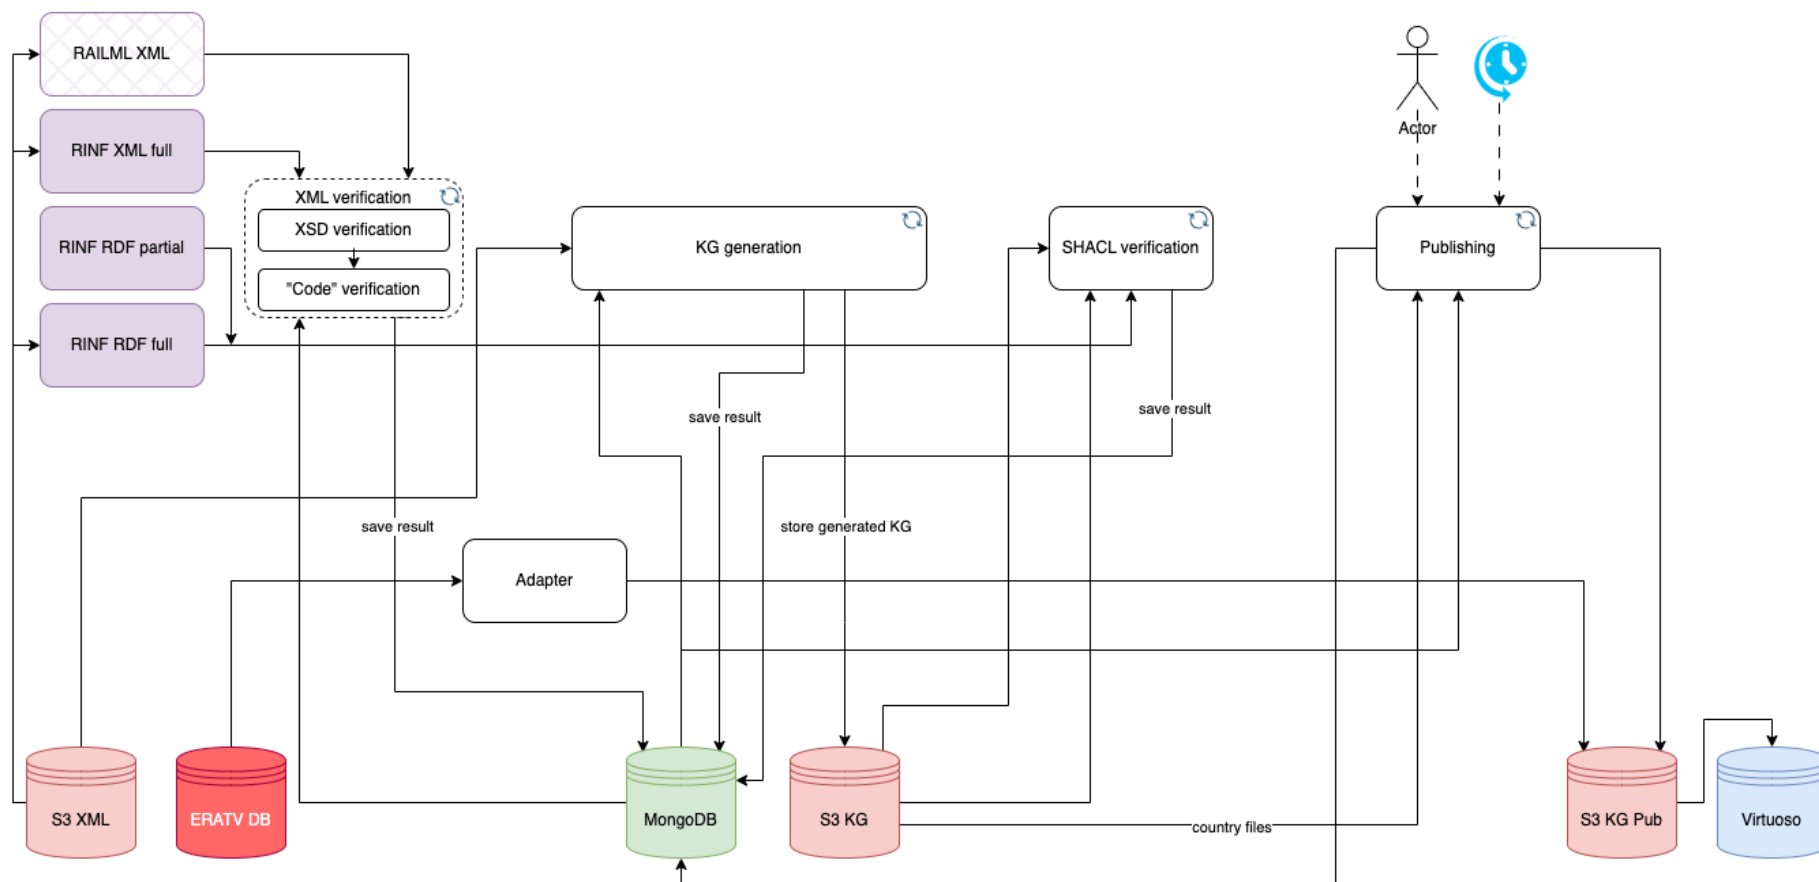 RAILML XML
RINF XML full
RINF RDF partial
RINF RDF full
XML verification
XSD verification
"Code" verification
KG generation
SHACL verification
Actor
Publishing
save result
save result
save result
store generated KG
Adapter
S3 XML
ERATV DB
MongoDB
S3 KG
country files
S3 KG Pub
Virtuoso